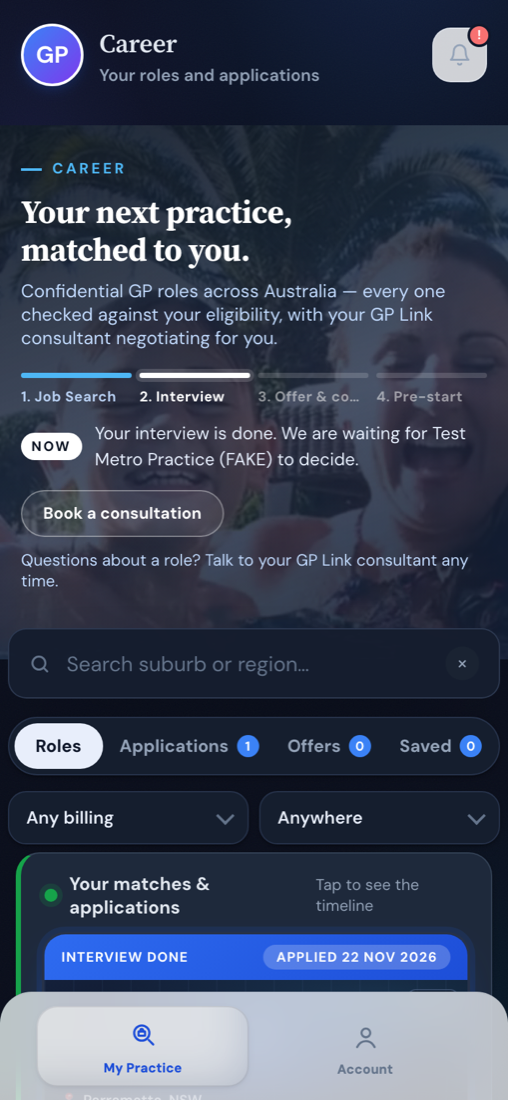 GP
Career
Your roles and applications
!
CAREER
Your next practice,
matched to you.
Confidential GP roles across Australia — every one
checked against your eligibility, with your GP Link
consultant negotiating for you.
1. Job Search
2. Interview
3. Offer & co...
4. Pre-start
NOW
Your interview is done. We are waiting for Test
Metro Practice (FAKE) to decide.
Book a consultation
Questions about a role? Talk to your GP Link consultant any
time.
Search suburb or region...
Roles
Applications 1
Offers 0
Saved 0
Any billing
Anywhere
Your matches &
applications
Tap to see the
timeline
INTERVIEW DONE
APPLIED 22 NOV 2026
My Practice
Account